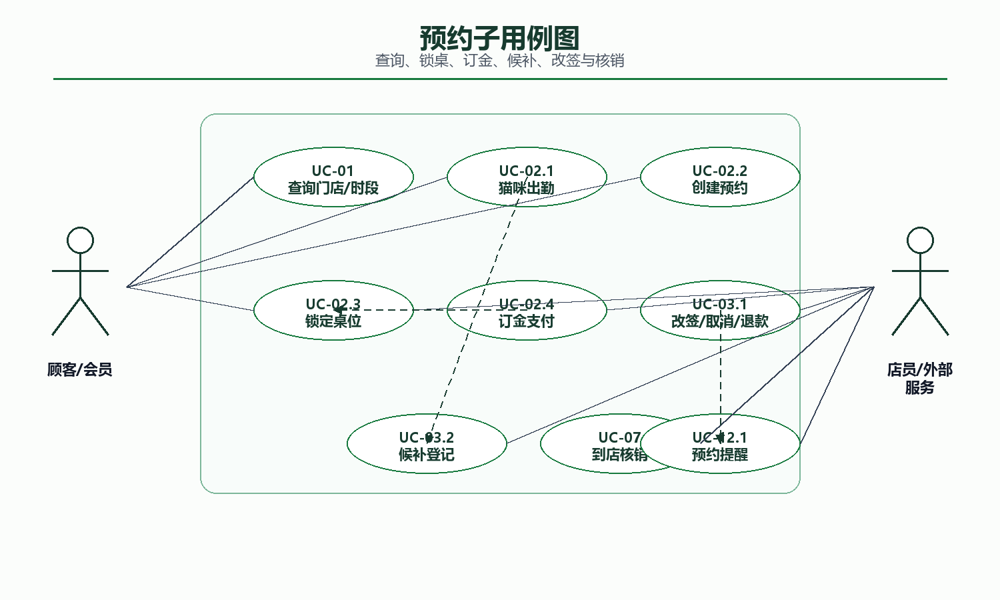 预约子用例图
查询、锁桌、订金、候补、改签与核销
UC-01
查询门店/时段
UC-02.1
猫咪出勤
UC-02.2
创建预约
UC-02.3
锁定桌位
UC-02.4
订金支付
UC-03.1
改签/取消/退款
顾客/会员
店员/外部
服务
UC-03.2
候补登记
UC-07
到店核销
UC-12.1
预约提醒